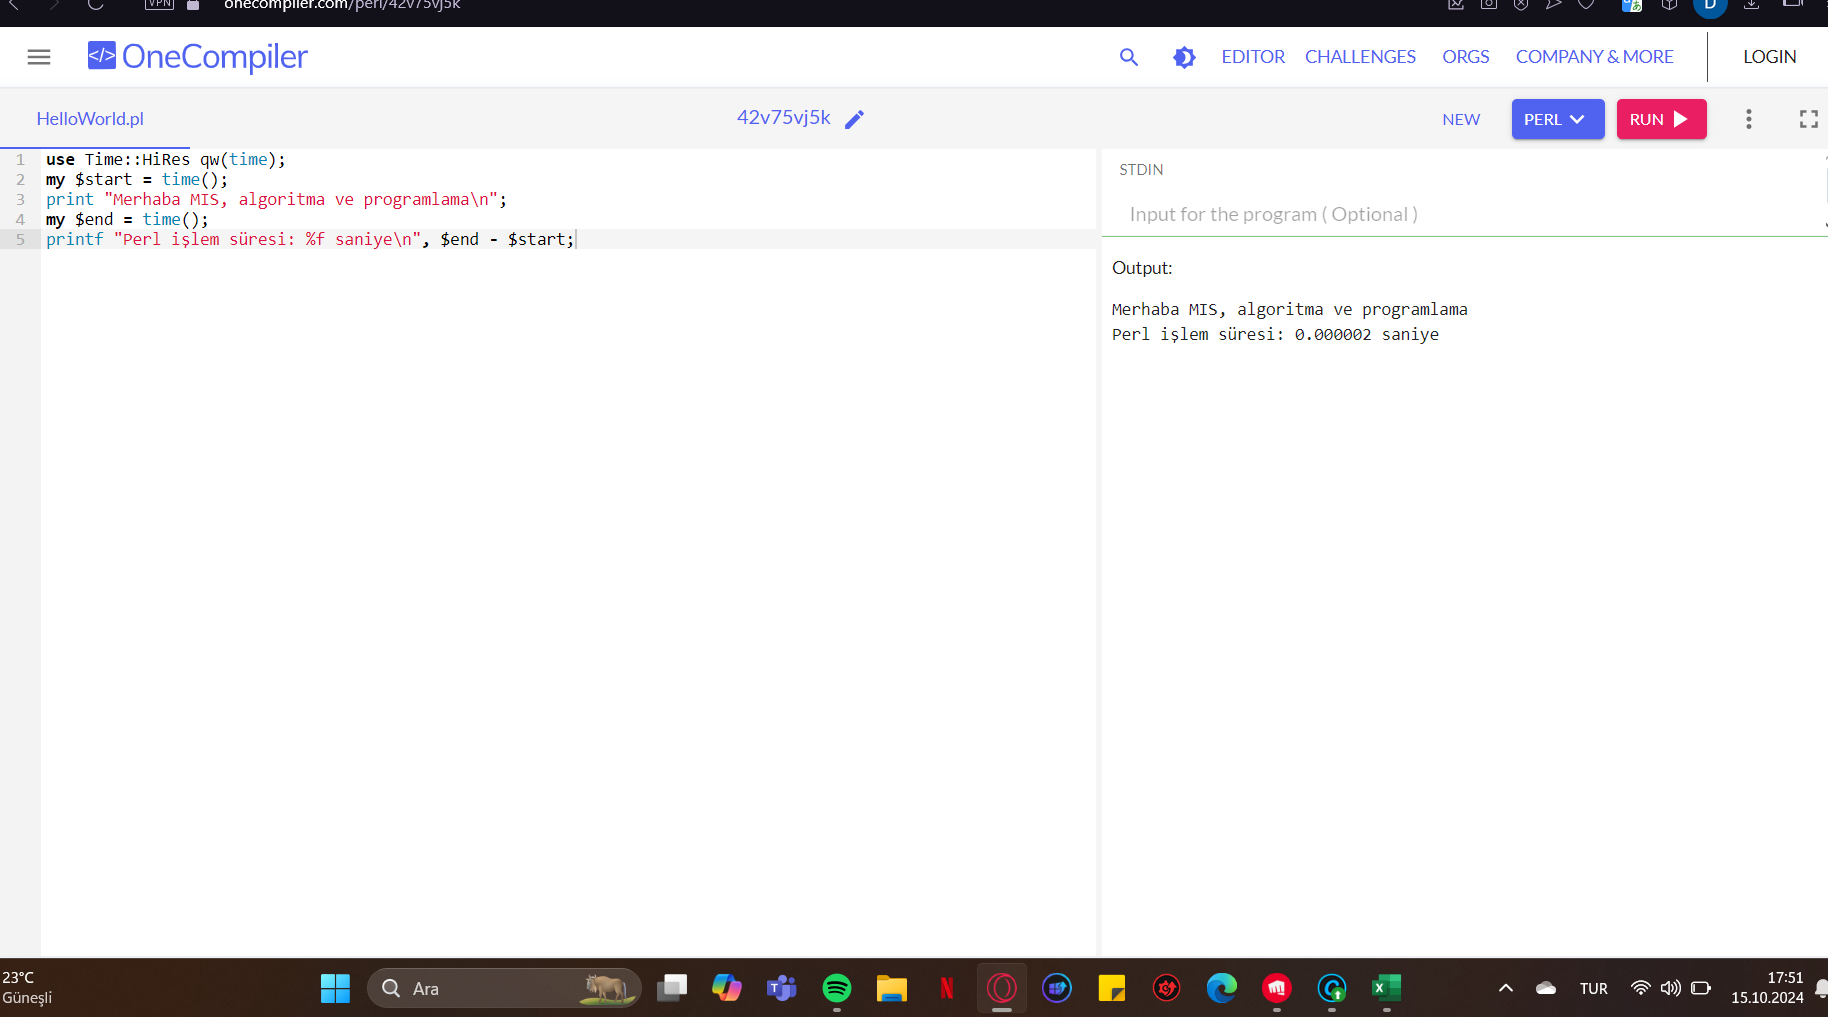 VPN
onecompiler.com/perl/42v75vj5k
D
</> OneCompiler
EDITOR CHALLENGES ORGS COMPANY & MORE LOGIN
HelloWorld.pl
42v75vj5k
NEW PERL RUN
1 use Time::HiRes qw(time);
2 my $start = time();
3 print "Merhaba MIS, algoritma ve programlama\n";
4 my $end = time();
5 printf "Perl işlem süresi: %f saniye\n", $end - $start;
STDIN
Input for the program ( Optional )
Output:
Merhaba MIS, algoritma ve programlama
Perl işlem süresi: 0.000002 saniye
23°C
Güneşli
Ara
TUR
17:51
15.10.2024